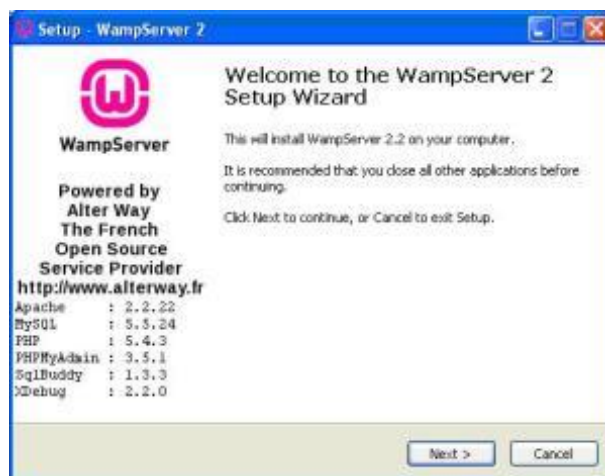 Setup - WampServer 2
WampServer
Powered by
Alter Way
The French
Open Source
Service Provider
http://www.alterway.fr
Apache : 2.2.22
MySQL : 5.5.24
PHP : 5.4.3
PHPMyAdmin : 3.5.1
SqlBuddy : 1.3.3
XDebug : 2.2.0
Welcome to the WampServer 2
Setup Wizard
This will install WampServer 2.2 on your computer.
It is recommended that you close all other applications before
continuing.
Click Next to continue, or Cancel to exit Setup.
Next >
Cancel